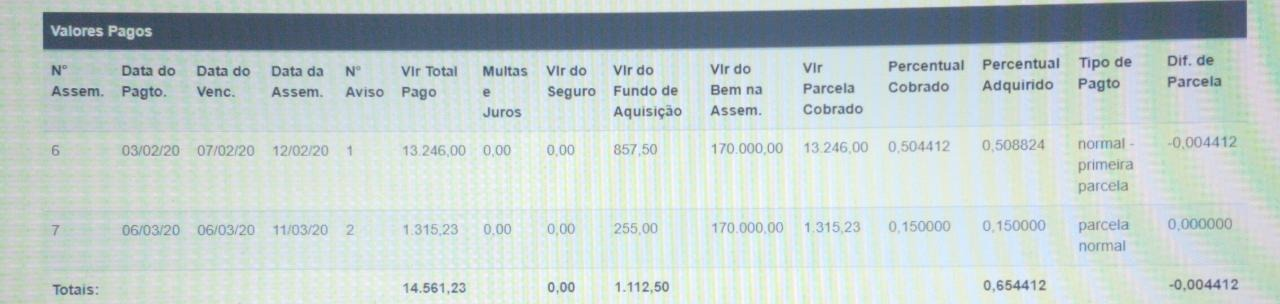 Valores Pagos
N° Assem. Data do Pagto. Data do Venc. Data da Assem. N° Aviso Vlr Total Pago Multas e Juros Vlr do Seguro Vlr do Fundo de Aquisição Vlr do Bem na Assem. Vlr Parcela Cobrado Percentual Cobrado Percentual Adquirido Tipo de Pagto Dif. de Parcela
6 03/02/20 07/02/20 12/02/20 1 13.246,00 0,00 0,00 857,50 170.000,00 13.246,00 0,504412 0,508824 normal - primeira parcela -0,004412
7 06/03/20 06/03/20 11/03/20 2 1.315,23 0,00 0,00 255,00 170.000,00 1.315,23 0,150000 0,150000 parcela normal 0,000000
Totais: 14.561,23 0,00 1.112,50 0,654412 -0,004412